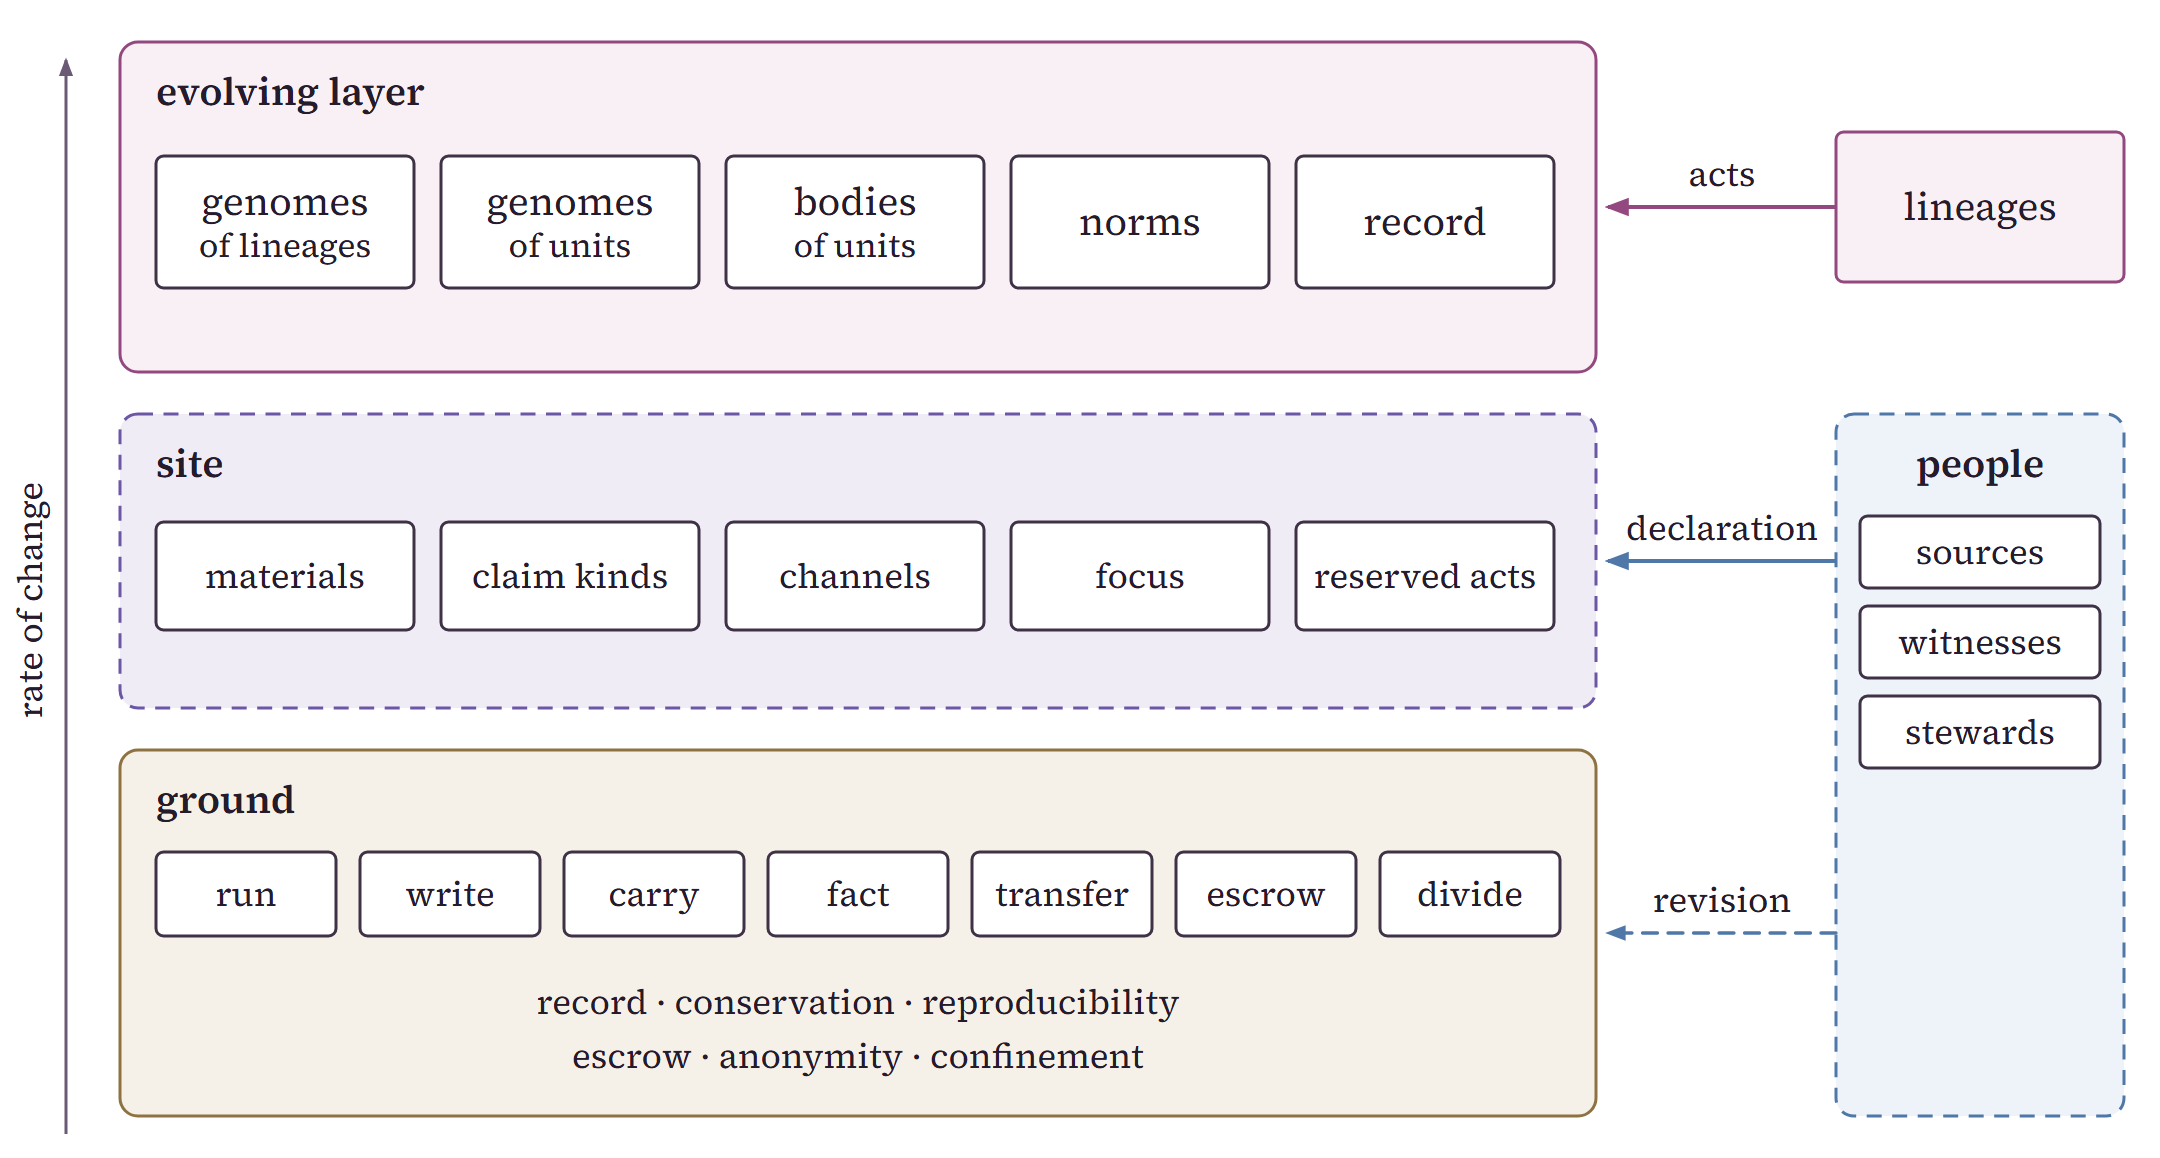 evolving layer
genomes
of lineages
genomes
of units
bodies
of units
norms
record
acts
lineages
rate of change
site
materials
claim kinds
channels
focus
reserved acts
declaration
people
sources
witnesses
stewards
ground
run
write
carry
fact
transfer
escrow
divide
record · conservation · reproducibility
escrow · anonymity · confinement
revision